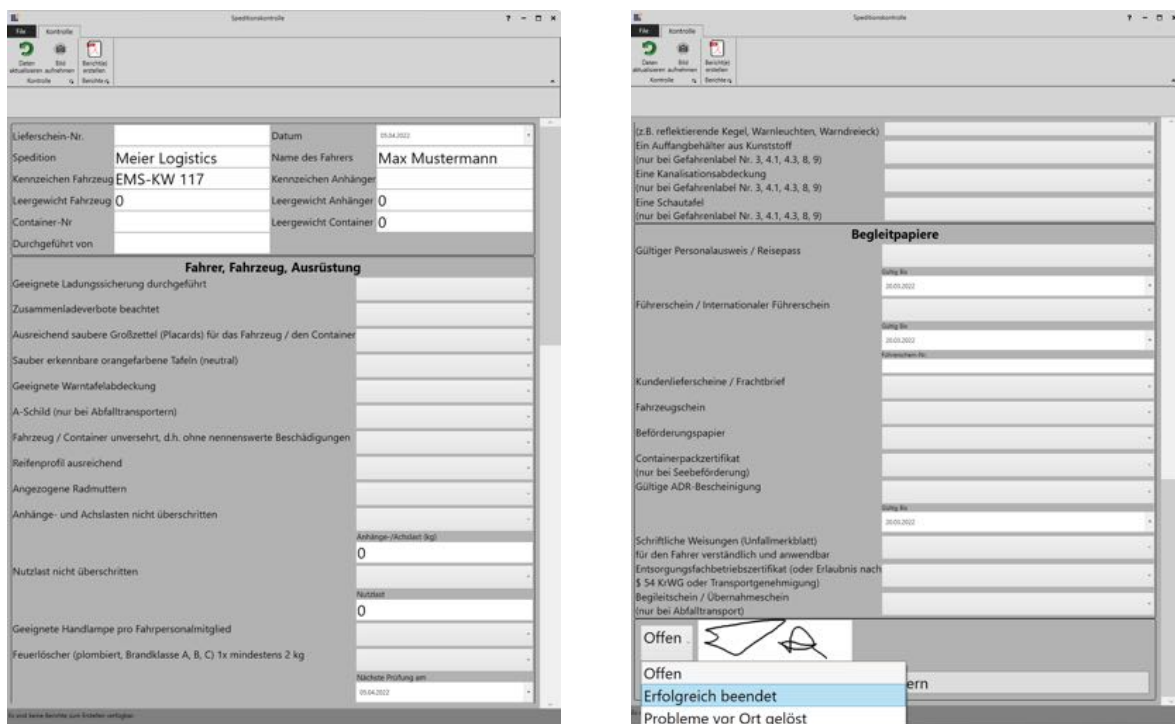 Speditionskontrolle
File Kontrolle
Daten aktualisieren
Bild aufnehmen
Bericht(e) erstellen
Kontrolle Berichte
Lieferschein-Nr. Datum 05.04.2022
Spedition Meier Logistics Name des Fahrers Max Mustermann
Kennzeichen Fahrzeug EMS-KW 117 Kennzeichen Anhänger
Leergewicht Fahrzeug 0 Leergewicht Anhänger 0
Container-Nr Leergewicht Container 0
Durchgeführt von
Fahrer, Fahrzeug, Ausrüstung
Geeignete Ladungssicherung durchgeführt
Zusammenladeverbote beachtet
Ausreichend saubere Großzettel (Placards) für das Fahrzeug / den Container
Sauber erkennbare orangefarbene Tafeln (neutral)
Geeignete Warntafelabdeckung
A-Schild (nur bei Abfalltransportern)
Fahrzeug / Container unversehrt, d.h. ohne nennenswerte Beschädigungen
Reifenprofil ausreichend
Angezogene Radmuttern
Anhänge- und Achslasten nicht überschritten
Anhänge-/Achslast (kg)
0
Nutzlast nicht überschritten
Nutzlast
0
Geeignete Handlampe pro Fahrpersonalmitglied
Feuerlöscher (plombiert, Brandklasse A, B, C) 1x mindestens 2 kg
Nächste Prüfung am
05.04.2022
Es sind keine Berichte zum Erstellen verfügbar.
Speditionskontrolle
File Kontrolle
Daten aktualisieren
Bild aufnehmen
Bericht(e) erstellen
Kontrolle Berichte
(z.B. reflektierende Kegel, Warnleuchten, Warndreieck)
Ein Auffangbehälter aus Kunststoff
(nur bei Gefahrenlabel Nr. 3, 4.1, 4.3, 8, 9)
Eine Kanalisationsabdeckung
(nur bei Gefahrenlabel Nr. 3, 4.1, 4.3, 8, 9)
Eine Schautafel
(nur bei Gefahrenlabel Nr. 3, 4.1, 4.3, 8, 9)
Begleitpapiere
Gültiger Personalausweis / Reisepass
Gültig Bis
20.03.2022
Führerschein / Internationaler Führerschein
Gültig Bis
20.03.2022
Führerschein-Nr.
Kundenlieferscheine / Frachtbrief
Fahrzeugschein
Beförderungspapier
Containerpackzertifikat
(nur bei Seebeförderung)
Gültige ADR-Bescheinigung
Gültig Bis
20.03.2022
Schriftliche Weisungen (Unfallmerkblatt)
für den Fahrer verständlich und anwendbar
Entsorgungsfachbetriebszertifikat (oder Erlaubnis nach
§ 54 KrWG oder Transportgenehmigung)
Begleitschein / Übernahmeschein
(nur bei Abfalltransport)
Offen
Offen
Erfolgreich beendet ern
Probleme vor Ort gelöst